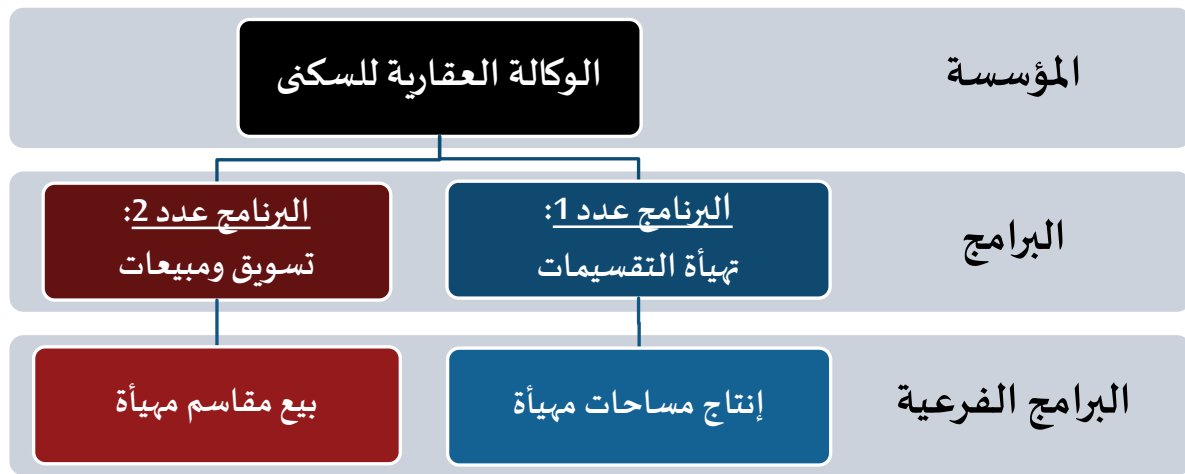 المؤسسة
الوكالة العقارية للسكنى
البرامج
البرنامج عدد 1:
تهيأة التقسيمات
البرنامج عدد 2:
تسويق ومبيعات
البرامج الفرعية
إنتاج مساحات مهيأة
بيع مقاسم مهيأة